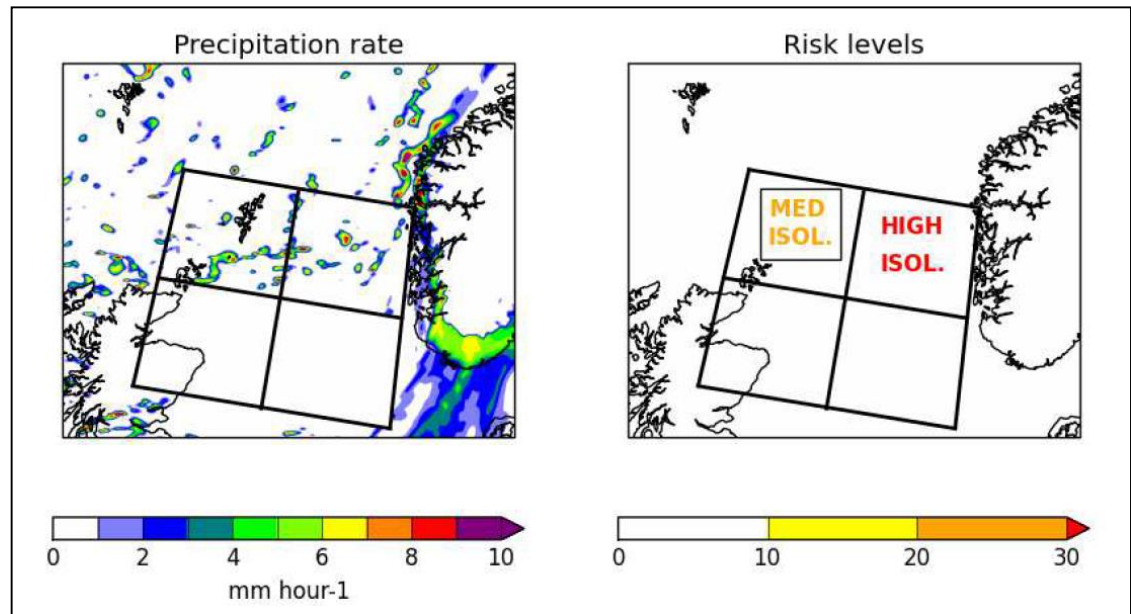 Precipitation rate
Risk levels
MED
ISOL.
HIGH
ISOL.
0 2 4 6 8 10
mm hour-1
0 10 20 30